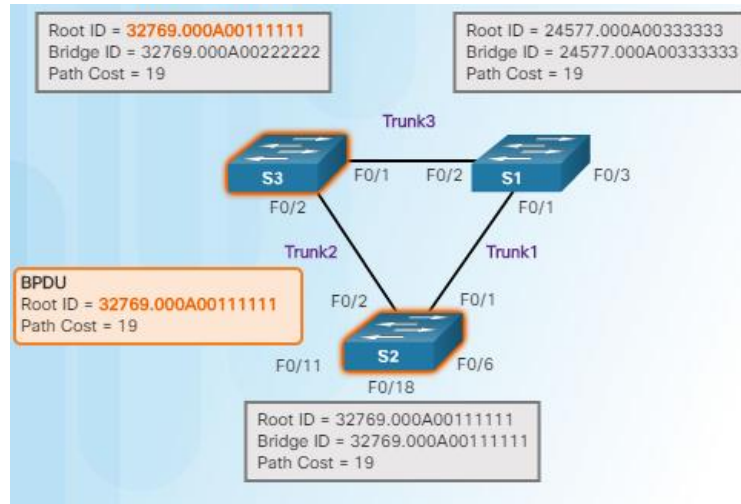 Root ID = 32769.000A00111111
Bridge ID = 32769.000A00222222
Path Cost = 19
Root ID = 24577.000A00333333
Bridge ID = 24577.000A00333333
Path Cost = 19
Trunk3
S3
F0/1
F0/2
S1
F0/3
F0/2
F0/1
Trunk2
Trunk1
BPDU
Root ID = 32769.000A00111111
Path Cost = 19
F0/2
F0/1
S2
F0/11
F0/6
F0/18
Root ID = 32769.000A00111111
Bridge ID = 32769.000A00111111
Path Cost = 19